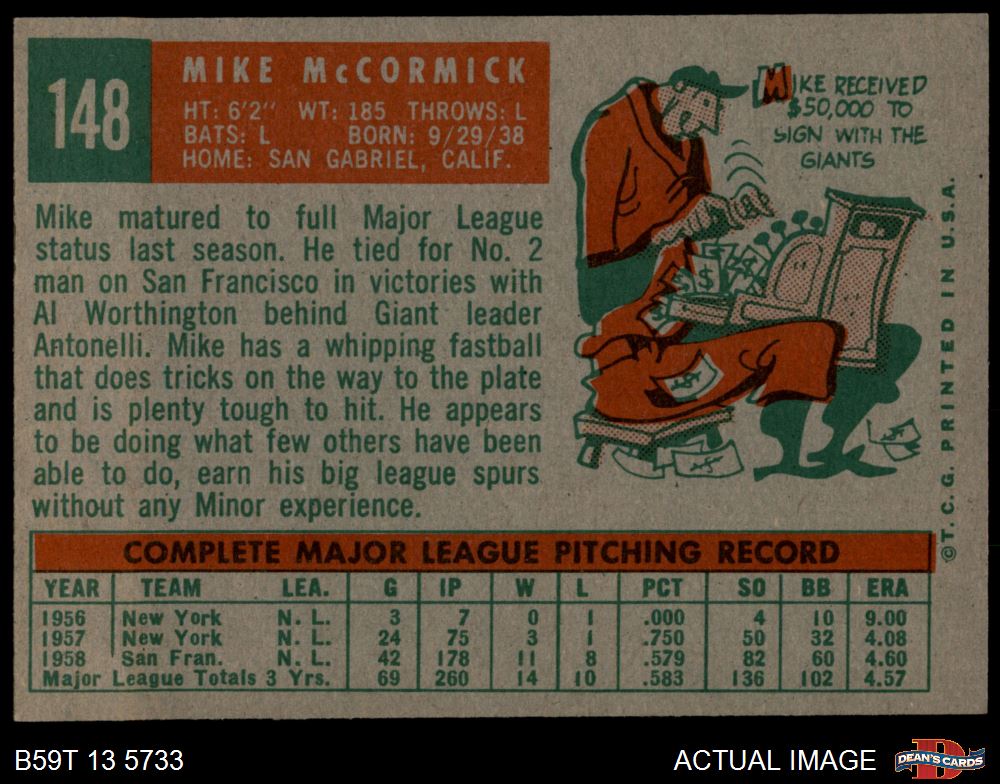 148
MIKE McCORMICK
HT: 6'2" WT: 185 THROWS: L
BATS: L BORN: 9/29/38
HOME: SAN GABRIEL, CALIF.
MIKE RECEIVED
$50,000 TO
SIGN WITH THE
GIANTS
Mike matured to full Major League
status last season. He tied for No. 2
man on San Francisco in victories with
Al Worthington behind Giant leader
Antonelli. Mike has a whipping fastball
that does tricks on the way to the plate
and is plenty tough to hit. He appears
to be doing what few others have been
able to do, earn his big league spurs
without any Minor experience.
©T.C.G. PRINTED IN U.S.A.
COMPLETE MAJOR LEAGUE PITCHING RECORD
YEAR TEAM LEA. G IP W L PCT SO BB ERA
1956 New York N. L. 3 7 0 1 .000 4 10 9.00
1957 New York N. L. 24 75 3 1 .750 50 32 4.08
1958 San Fran. N. L. 42 178 11 8 .579 82 60 4.60
Major League Totals 3 Yrs. 69 260 14 10 .583 136 102 4.57
B59T 13 5733
ACTUAL IMAGE
DEAN'S CARDS